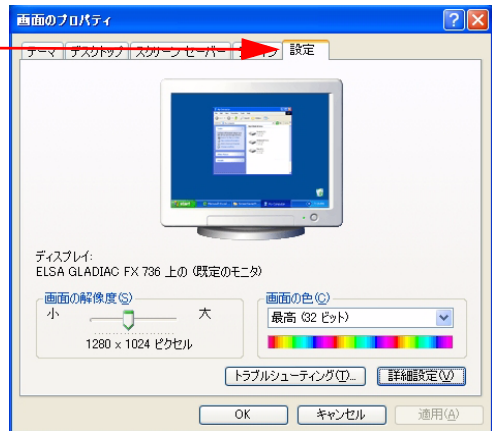 画面のプロパティ
テーマ デスクトップ スクリーン セーバー 設定
ディスプレイ:
ELSA GLADIAC FX 736 上の (既定のモニタ)
画面の解像度(S)
小 大
1280 x 1024 ピクセル
画面の色(C)
最高 (32 ビット)
トラブルシューティング(T)... 詳細設定(V)
OK キャンセル 適用(A)